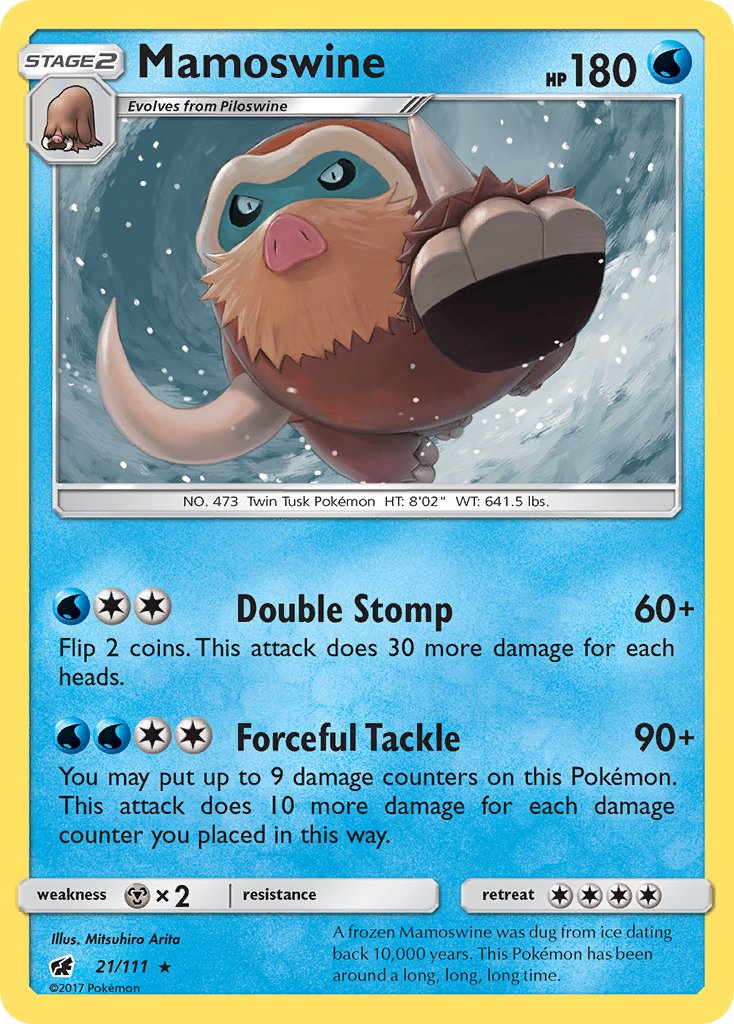 STAGE2
Mamoswine
HP 180
Evolves from Piloswine
NO. 473 Twin Tusk Pokémon HT: 8'02" WT: 641.5 lbs.
Double Stomp 60+
Flip 2 coins. This attack does 30 more damage for each
heads.
Forceful Tackle 90+
You may put up to 9 damage counters on this Pokémon.
This attack does 10 more damage for each damage
counter you placed in this way.
weakness ×2 resistance retreat
Illus. Mitsuhiro Arita
21/111 ★
©2017 Pokémon
A frozen Mamoswine was dug from ice dating
back 10,000 years. This Pokémon has been
around a long, long, long time.